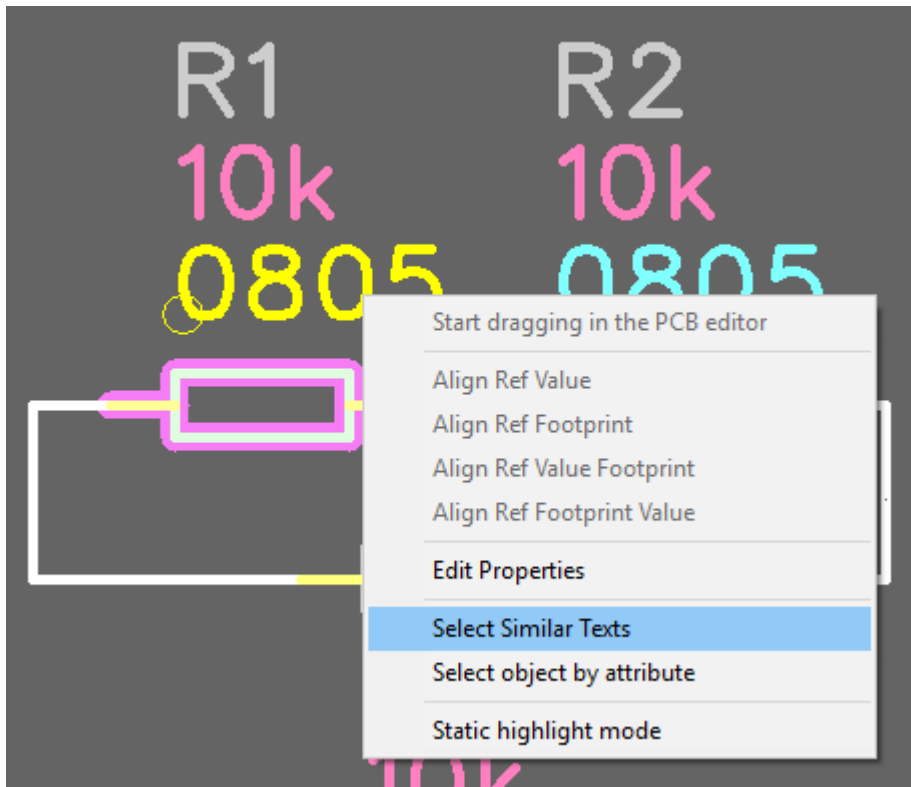 R1 R2
10k 10k
0805 0805
Start dragging in the PCB editor
Align Ref Value
Align Ref Footprint
Align Ref Value Footprint
Align Ref Footprint Value
Edit Properties
Select Similar Texts
Select object by attribute
Static highlight mode
10k